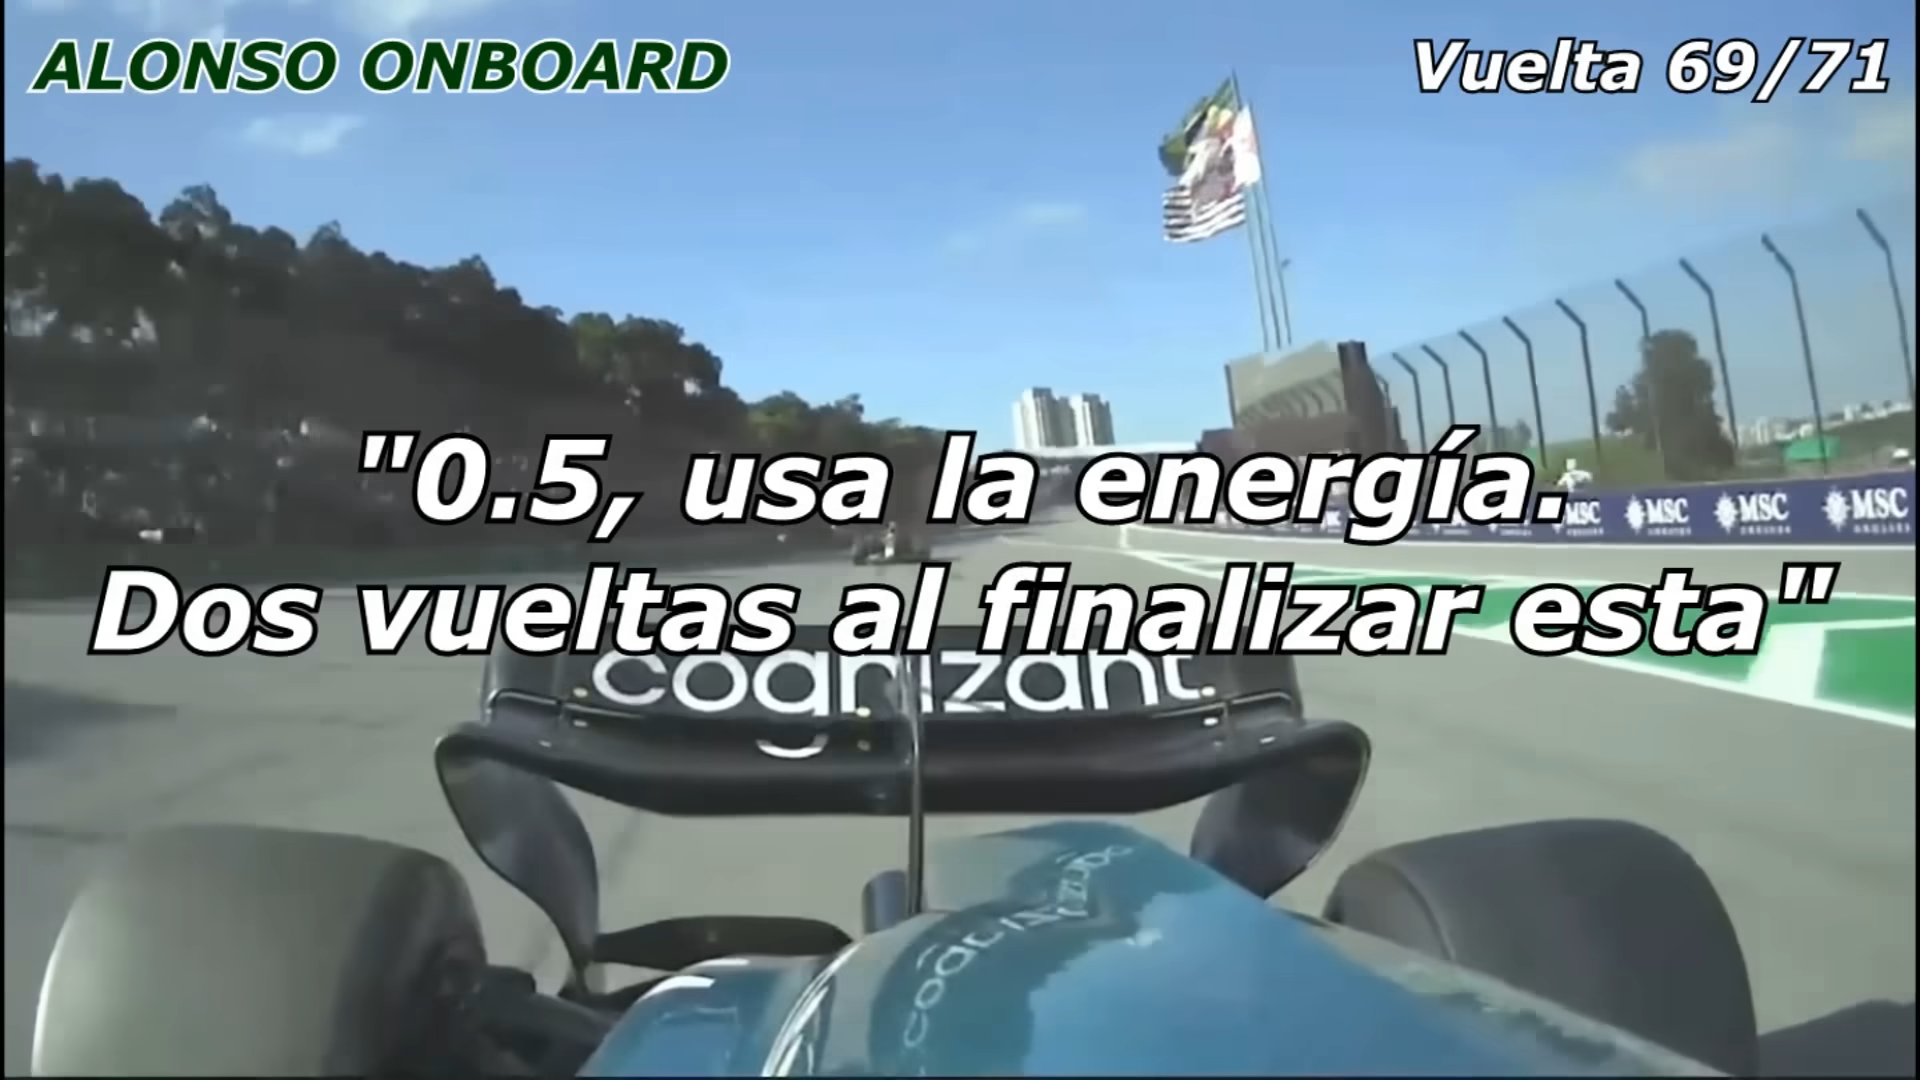 ALONSO ONBOARD
Vuelta 69/71
"0.5, usa la energía.
Dos vueltas al finalizar esta"
MSC MSC MSC MSC
cognizant